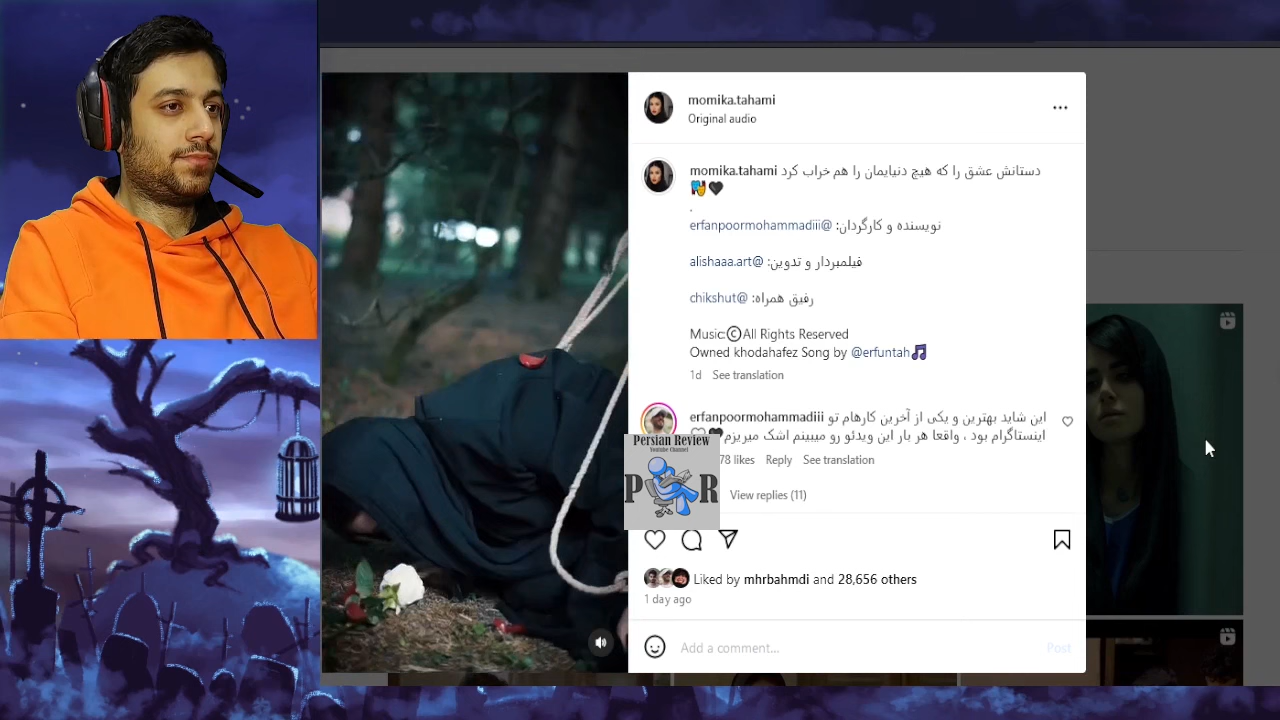 momika.tahami
Original audio
momika.tahami دستانش عشق را که هیچ دنیایمان را هم خراب کرد
.
نویسنده و کارگردان: @erfanpoormohammadiii
فیلمبردار و تدوین: @alishaaa.art
رفیق همراه: @chikshut
Music:©All Rights Reserved
Owned khodahafez Song by @erfuntah🎵
1d See translation
erfanpoormohammadiii این شاید بهترین و یکی از آخرین کارهام تو
اینستاگرام بود ، واقعا هر بار این ویدئو رو میبینم اشک میریزم
78 likes Reply See translation
Persian Review
Youtube Channel
P R
View replies (11)
Liked by mhrbahmdi and 28,656 others
1 day ago
Add a comment...
Post